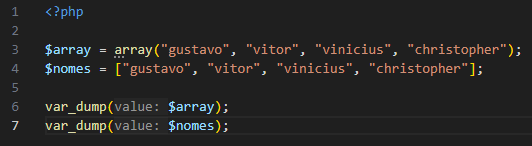 1 <?php
2
3 $array = array("gustavo", "vitor", "vinicius", "christopher");
4 $nomes = ["gustavo", "vitor", "vinicius", "christopher"];
5
6 var_dump(value: $array);
7 var_dump(value: $nomes);